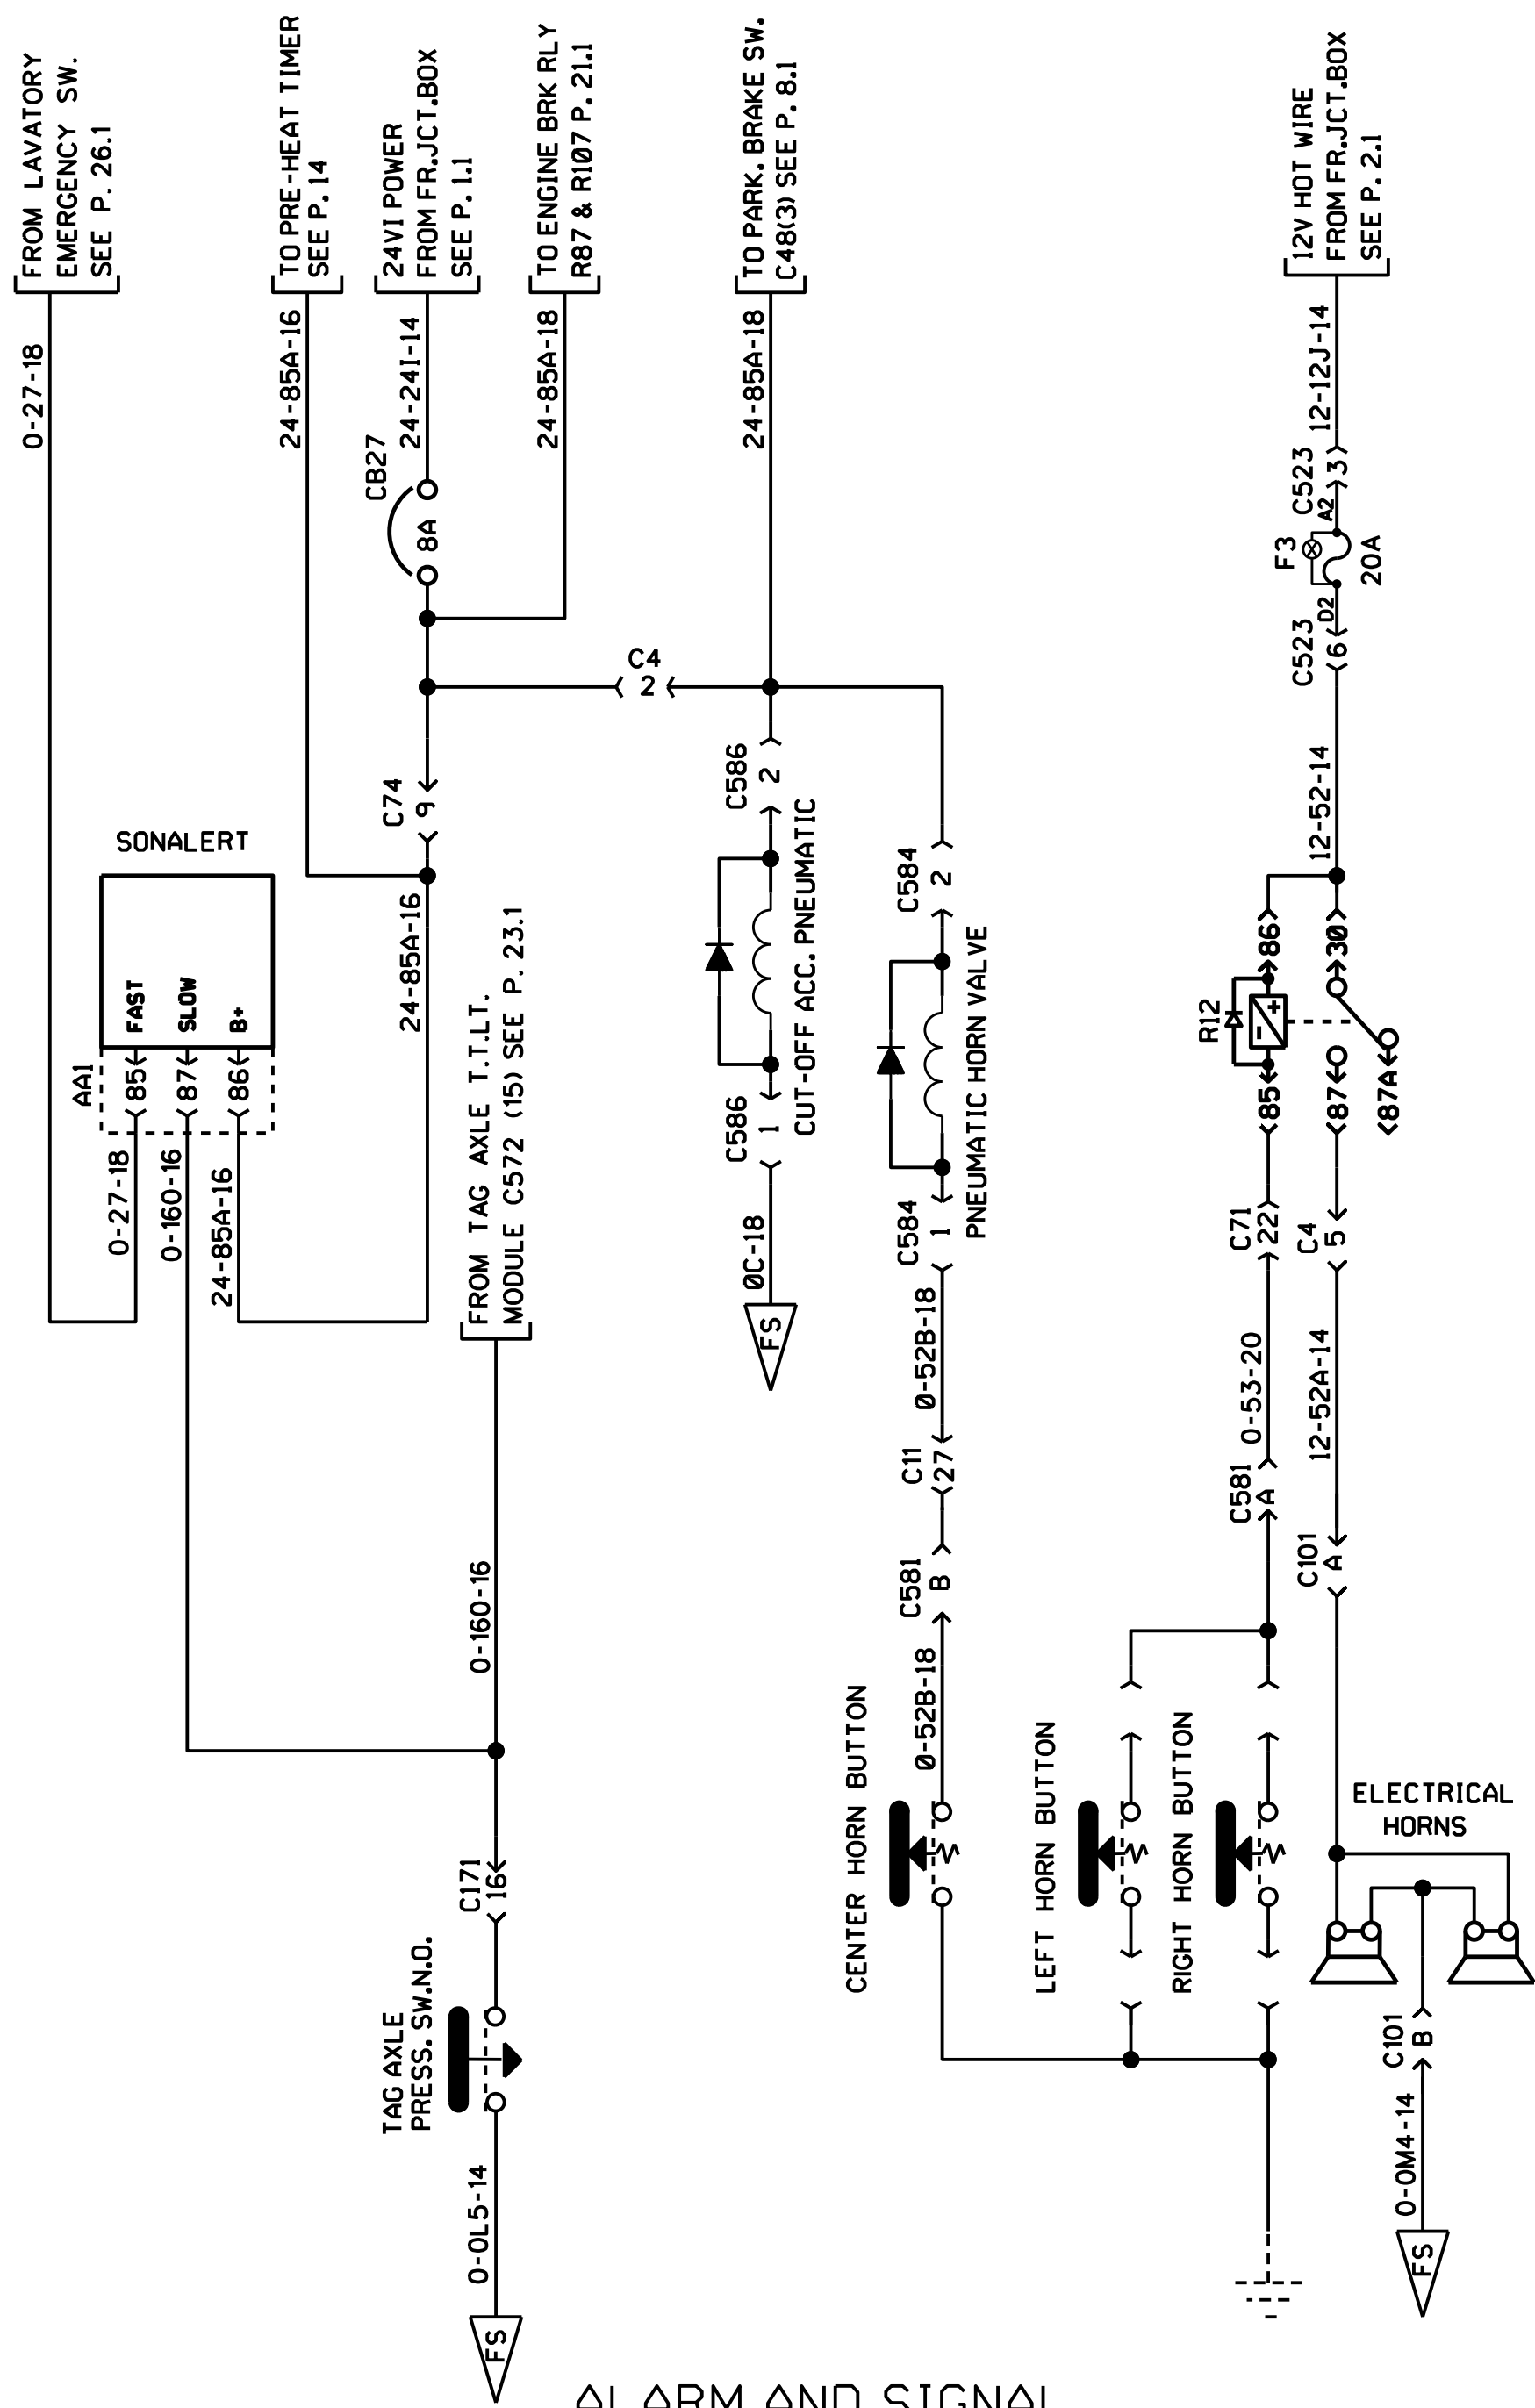 FROM LAVATORY
EMERGENCY SW.
SEE P. 26.1
0-27-18
TO PRE-HEAT TIMER
SEE P. 14
24-85A-16
24VI POWER
FROM FR.JCT.BOX
SEE P. 1.1
24-24I-14
CB27
8A
TO ENGINE BRK RLY
R87 & R107 P. 21.1
24-85A-18
TO PARK. BRAKE SW.
C48(3) SEE P. 8.1
24-85A-18
12V HOT WIRE
FROM FR.JCT.BOX
SEE P. 2.1
12-12J-14
C523
3
A2
F3
20A
D2
C523
6
12-52-14
C4
2
C74
9
24-85A-16
SONALERT
FAST
SLOW
B+
AA1
85
87
86
0-27-18
0-160-16
24-85A-16
FROM TAG AXLE T.T.LT.
MODULE C572 (15) SEE P. 23.1
0-160-16
C171
16
TAG AXLE
PRESS. SW.N.O.
0-0L5-14
FS
C586
2
CUT-OFF ACC. PNEUMATIC
C586
1
0C-18
FS
C584
2
PNEUMATIC HORN VALVE
C584
1
0-52B-18
C11
27
C581
B
0-52B-18
CENTER HORN BUTTON
R12
86
30
+
-
85
87
87A
C71
22
C4
5
0-53-20
12-52A-14
C581
A
C101
A
LEFT HORN BUTTON
RIGHT HORN BUTTON
ELECTRICAL
HORNS
C101
B
0-0M4-14
FS
ALARM AND SIGNAL